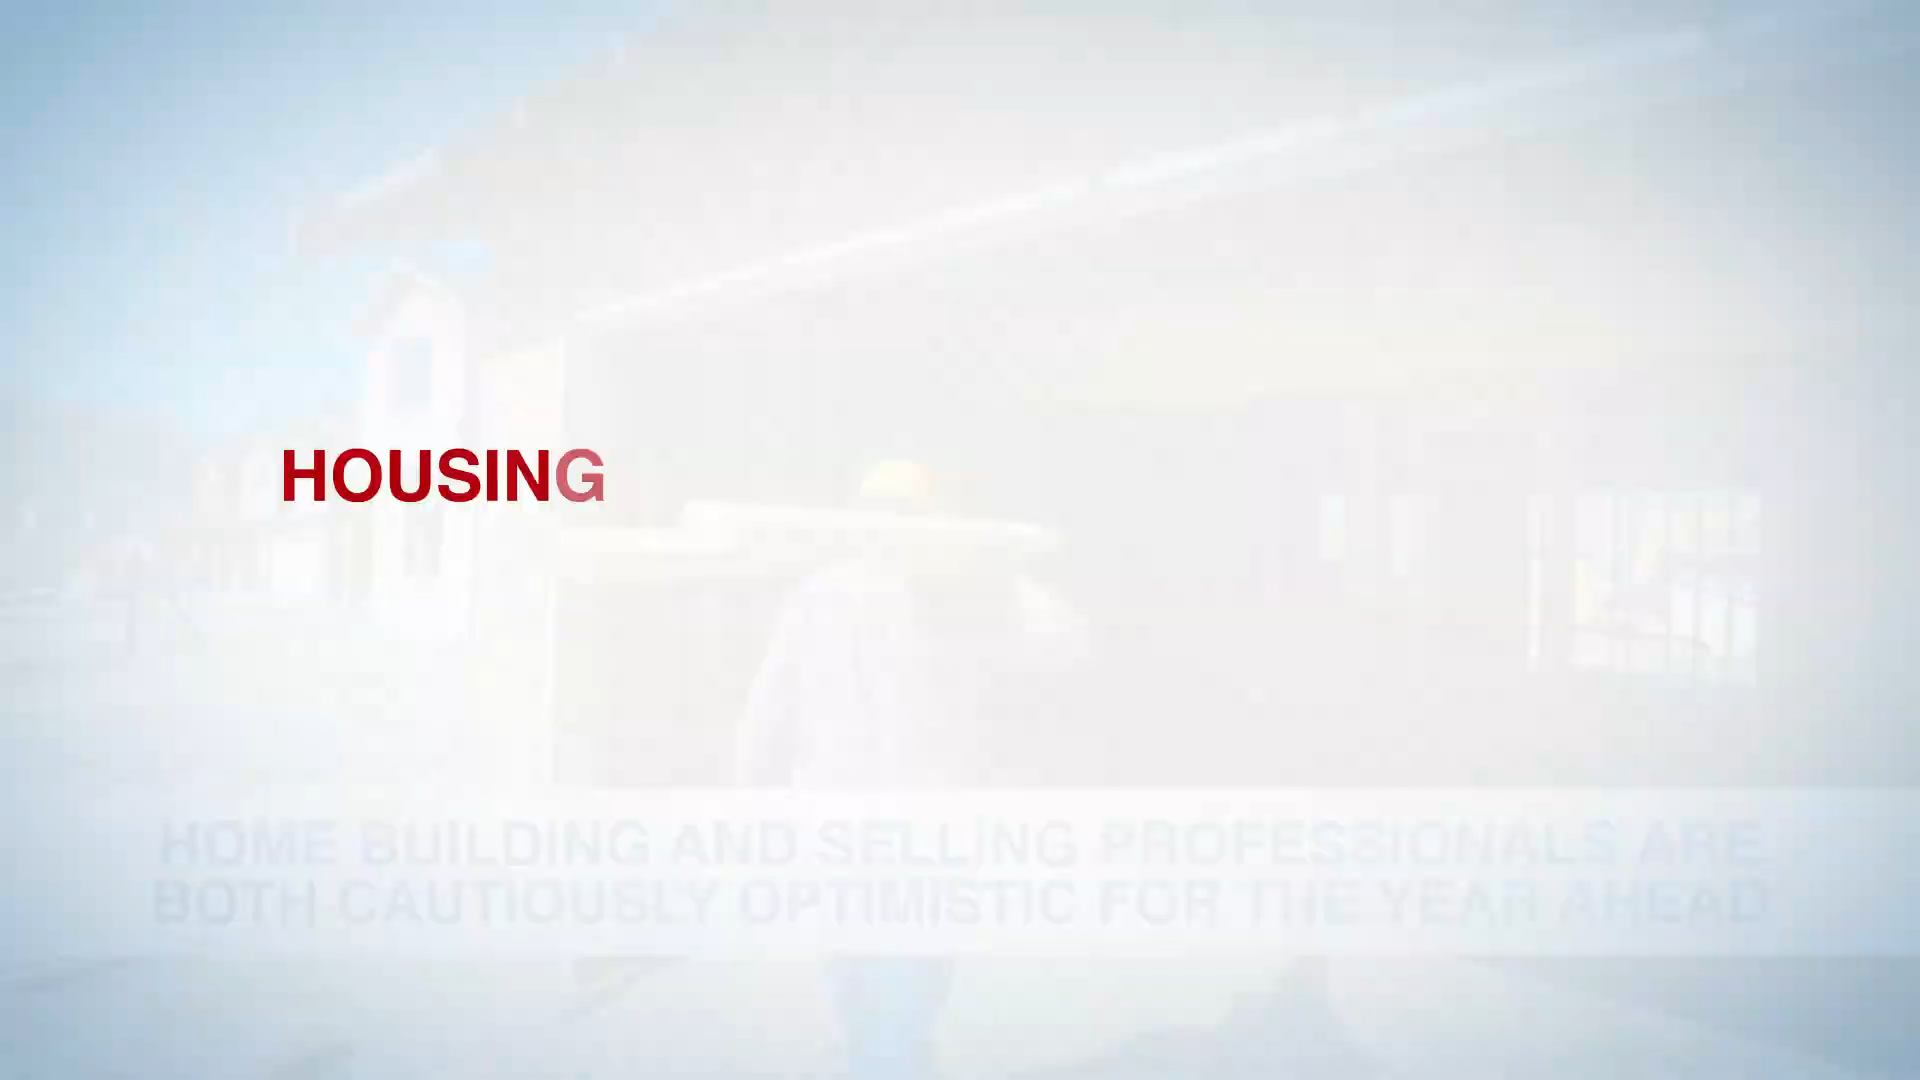 HOUSING
HOME BUILDING AND SELLING PROFESSIONALS ARE
BOTH CAUTIOUSLY OPTIMISTIC FOR THE YEAR AHEAD